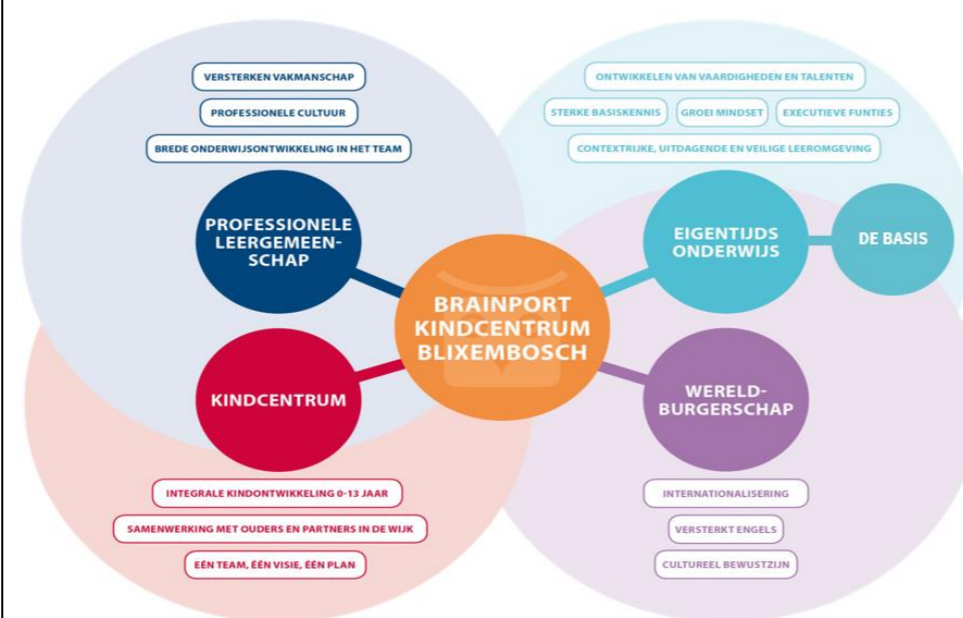 VERSTERKEN VAKMANSCHAP
PROFESSIONELE CULTUUR
BREDE ONDERWIJSONTWIKKELING IN HET TEAM
PROFESSIONELE
LEERGEMEEN-
SCHAP
ONTWIKKELEN VAN VAARDIGHEDEN EN TALENTEN
STERKE BASISKENNIS
GROEI MINDSET
EXECUTIEVE FUNTIES
CONTEXTRIJKE, UITDAGENDE EN VEILIGE LEEROMGEVING
EIGENTIJDS
ONDERWIJS
DE BASIS
BRAINPORT
KINDCENTRUM
BLIXEMBOSCH
KINDCENTRUM
INTEGRALE KINDONTWIKKELING 0-13 JAAR
SAMENWERKING MET OUDERS EN PARTNERS IN DE WIJK
EÉN TEAM, ÉÉN VISIE, ÉÉN PLAN
WERELD-
BURGERSCHAP
INTERNATIONALISERING
VERSTERKT ENGELS
CULTUREEL BEWUSTZIJN